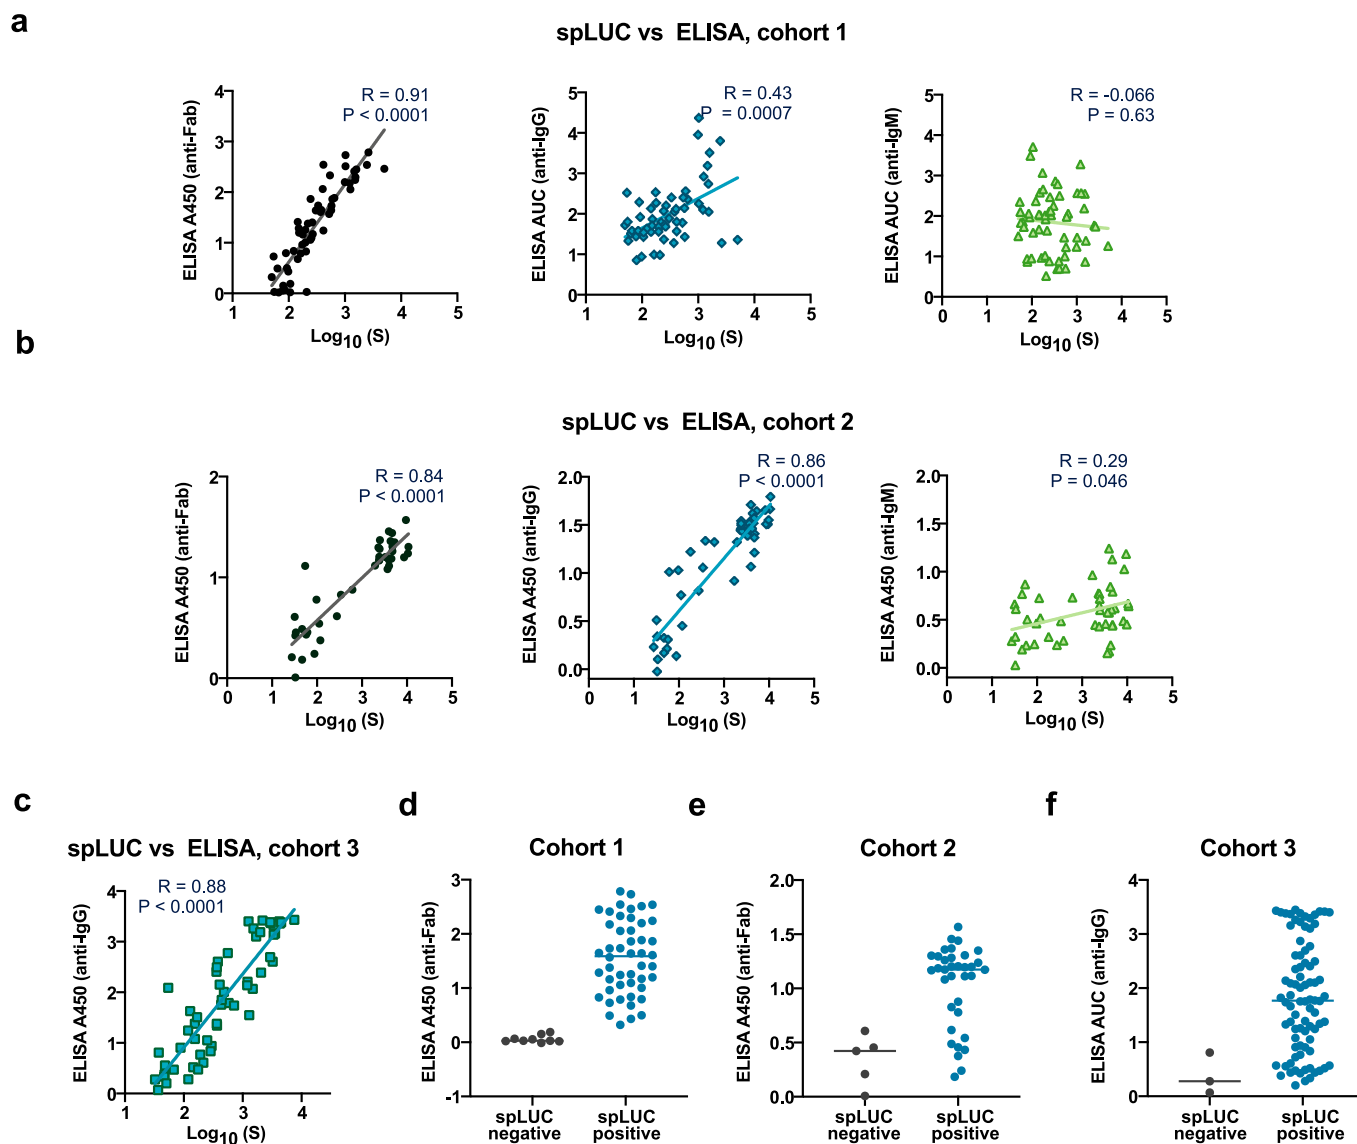 a
spLUC vs ELISA, cohort 1
R = 0.91
P < 0.0001
ELISA A450 (anti-Fab)
4
3
2
1
0
1 2 3 4 5
Log10 (S)
R = 0.43
P = 0.0007
ELISA AUC (anti-IgG)
5
4
3
2
1
0
0 1 2 3 4 5
Log10 (S)
R = -0.066
P = 0.63
ELISA AUC (anti-IgM)
5
4
3
2
1
0
0 1 2 3 4 5
Log10 (S)
b
spLUC vs ELISA, cohort 2
R = 0.84
P < 0.0001
ELISA A450 (anti-Fab)
2
1
0
0 1 2 3 4 5
Log10 (S)
R = 0.86
P < 0.0001
ELISA A450 (anti-IgG)
2.0
1.5
1.0
0.5
0.0
0 1 2 3 4 5
Log10 (S)
R = 0.29
P = 0.046
ELISA A450 (anti-IgM)
2.0
1.5
1.0
0.5
0.0
0 1 2 3 4 5
Log10 (S)
c
spLUC vs ELISA, cohort 3
R = 0.88
P < 0.0001
ELISA A450 (anti-IgG)
4
3
2
1
0
1 2 3 4
Log10 (S)
d
Cohort 1
ELISA A450 (anti-Fab)
3
2
1
0
-1
spLUC spLUC
negative positive
e
Cohort 2
ELISA A450 (anti-Fab)
2.0
1.5
1.0
0.5
0.0
spLUC spLUC
negative positive
f
Cohort 3
ELISA AUC (anti-IgG)
4
3
2
1
0
spLUC spLUC
negative positive